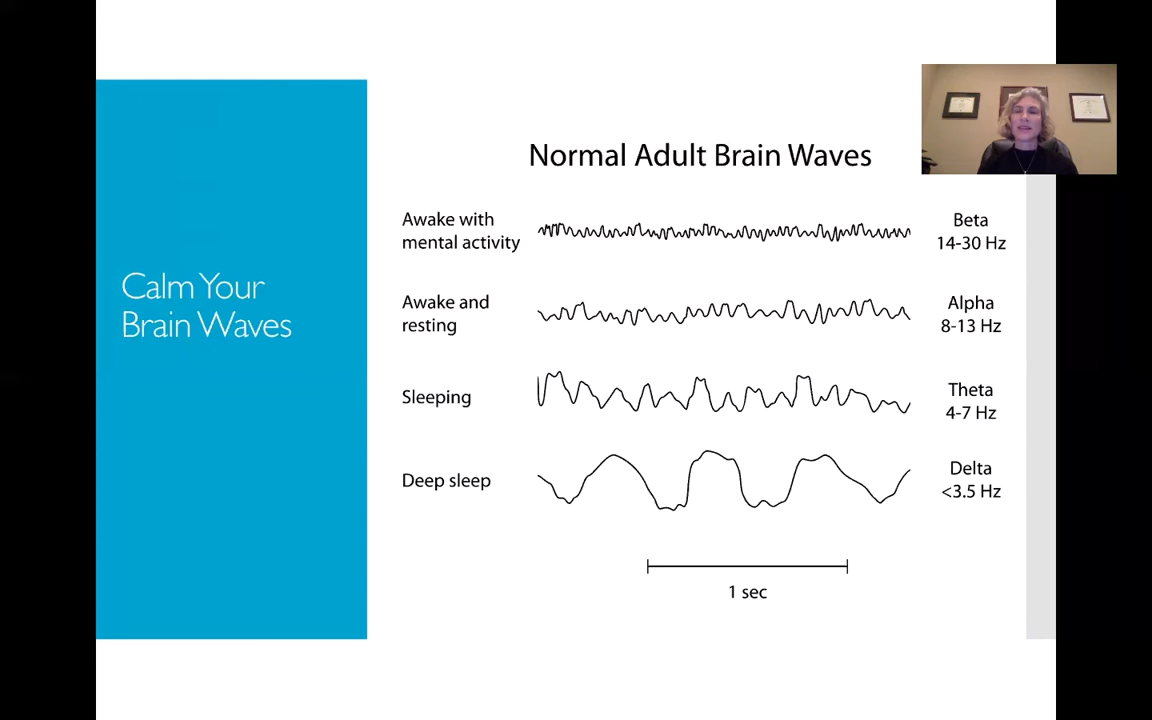 Calm Your
Brain Waves
Normal Adult Brain Waves
Awake with
mental activity
Beta
14-30 Hz
Awake and
resting
Alpha
8-13 Hz
Sleeping
Theta
4-7 Hz
Deep sleep
Delta
<3.5 Hz
1 sec